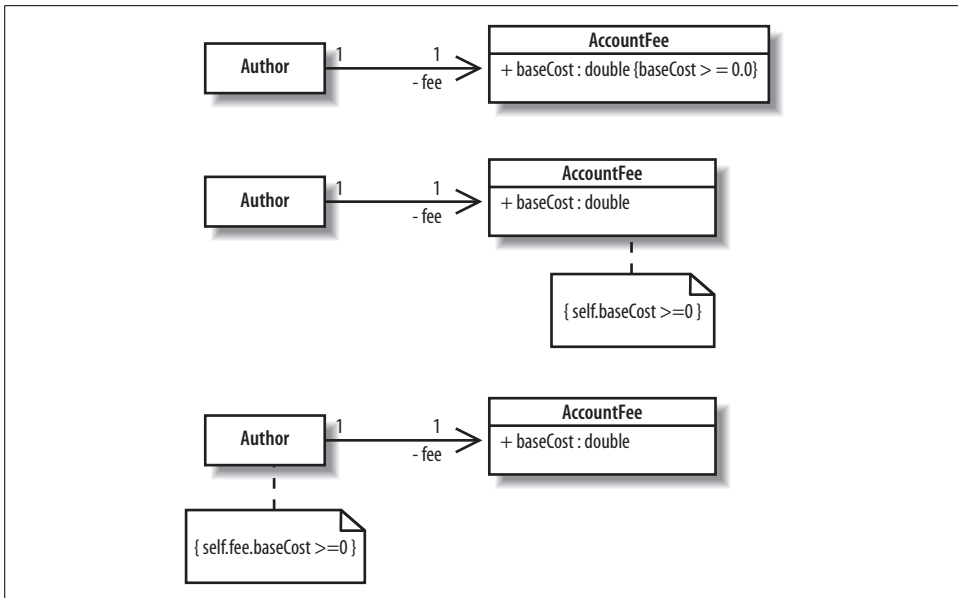 AccountFee
Author 1 1 + baseCost : double {baseCost > = 0.0}
- fee
AccountFee
Author 1 1 + baseCost : double
- fee
{ self.baseCost >=0 }
AccountFee
Author 1 1 + baseCost : double
- fee
{ self.fee.baseCost >=0 }